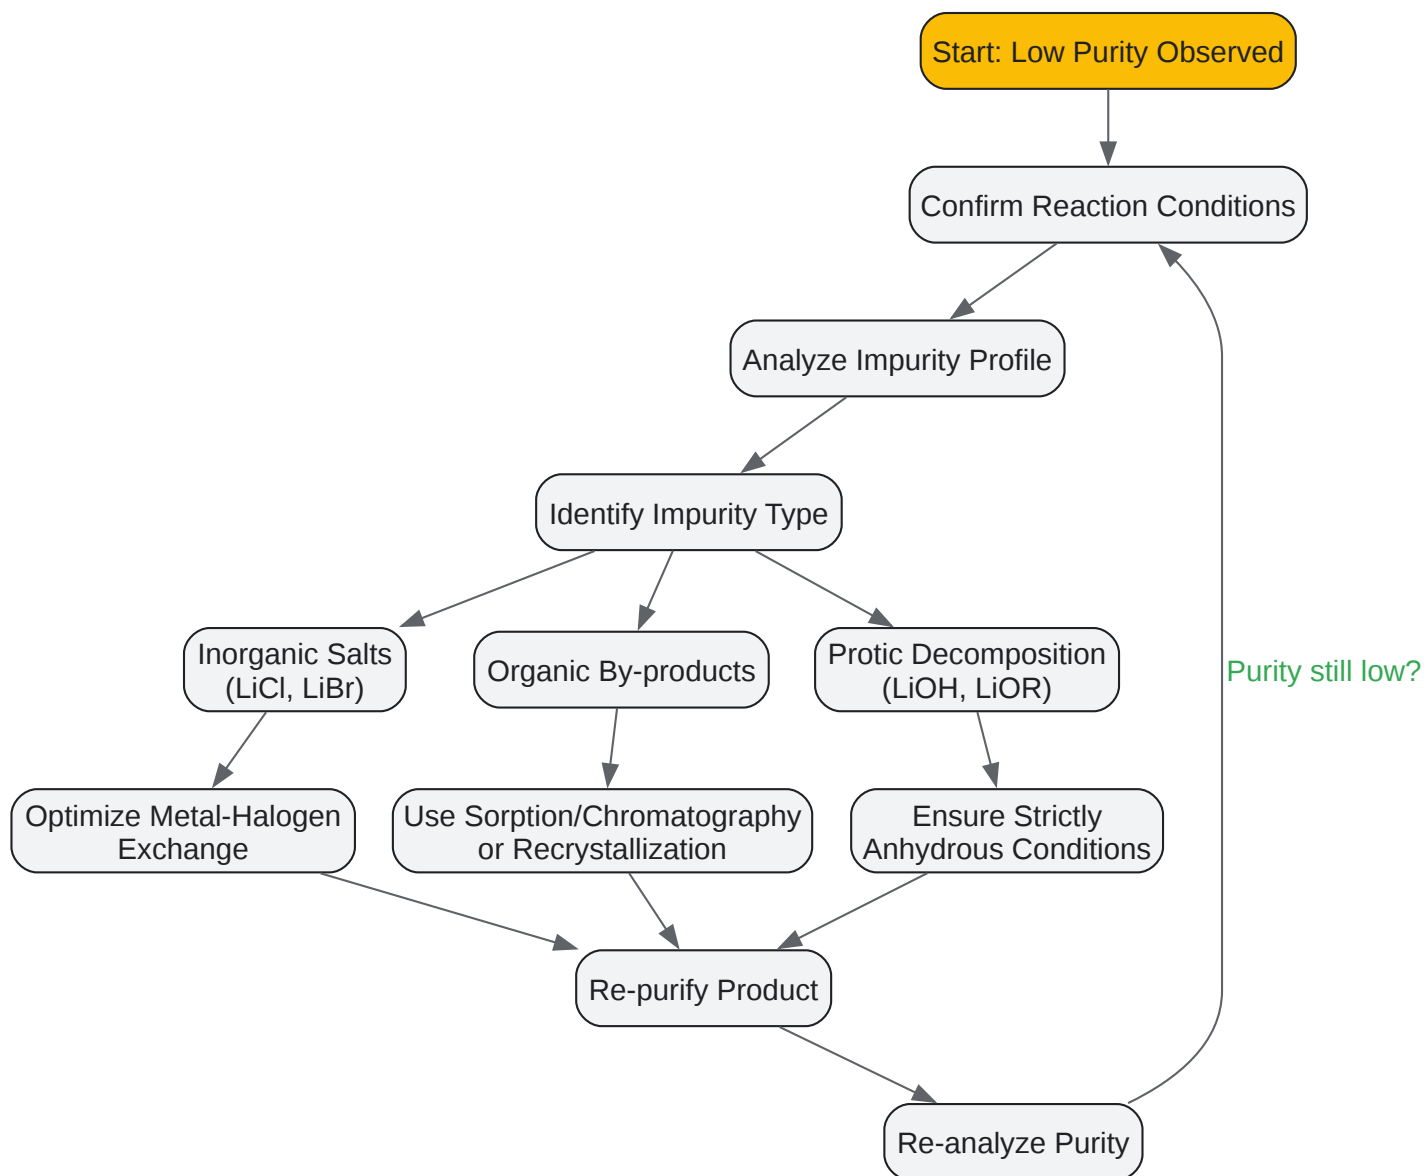 Start: Low Purity Observed
Confirm Reaction Conditions
Analyze Impurity Profile
Identify Impurity Type
Inorganic Salts
(LiCl, LiBr)
Organic By-products
Protic Decomposition
(LiOH, LiOR)
Purity still low?
Optimize Metal-Halogen
Exchange
Use Sorption/Chromatography
or Recrystallization
Ensure Strictly
Anhydrous Conditions
Re-purify Product
Re-analyze Purity